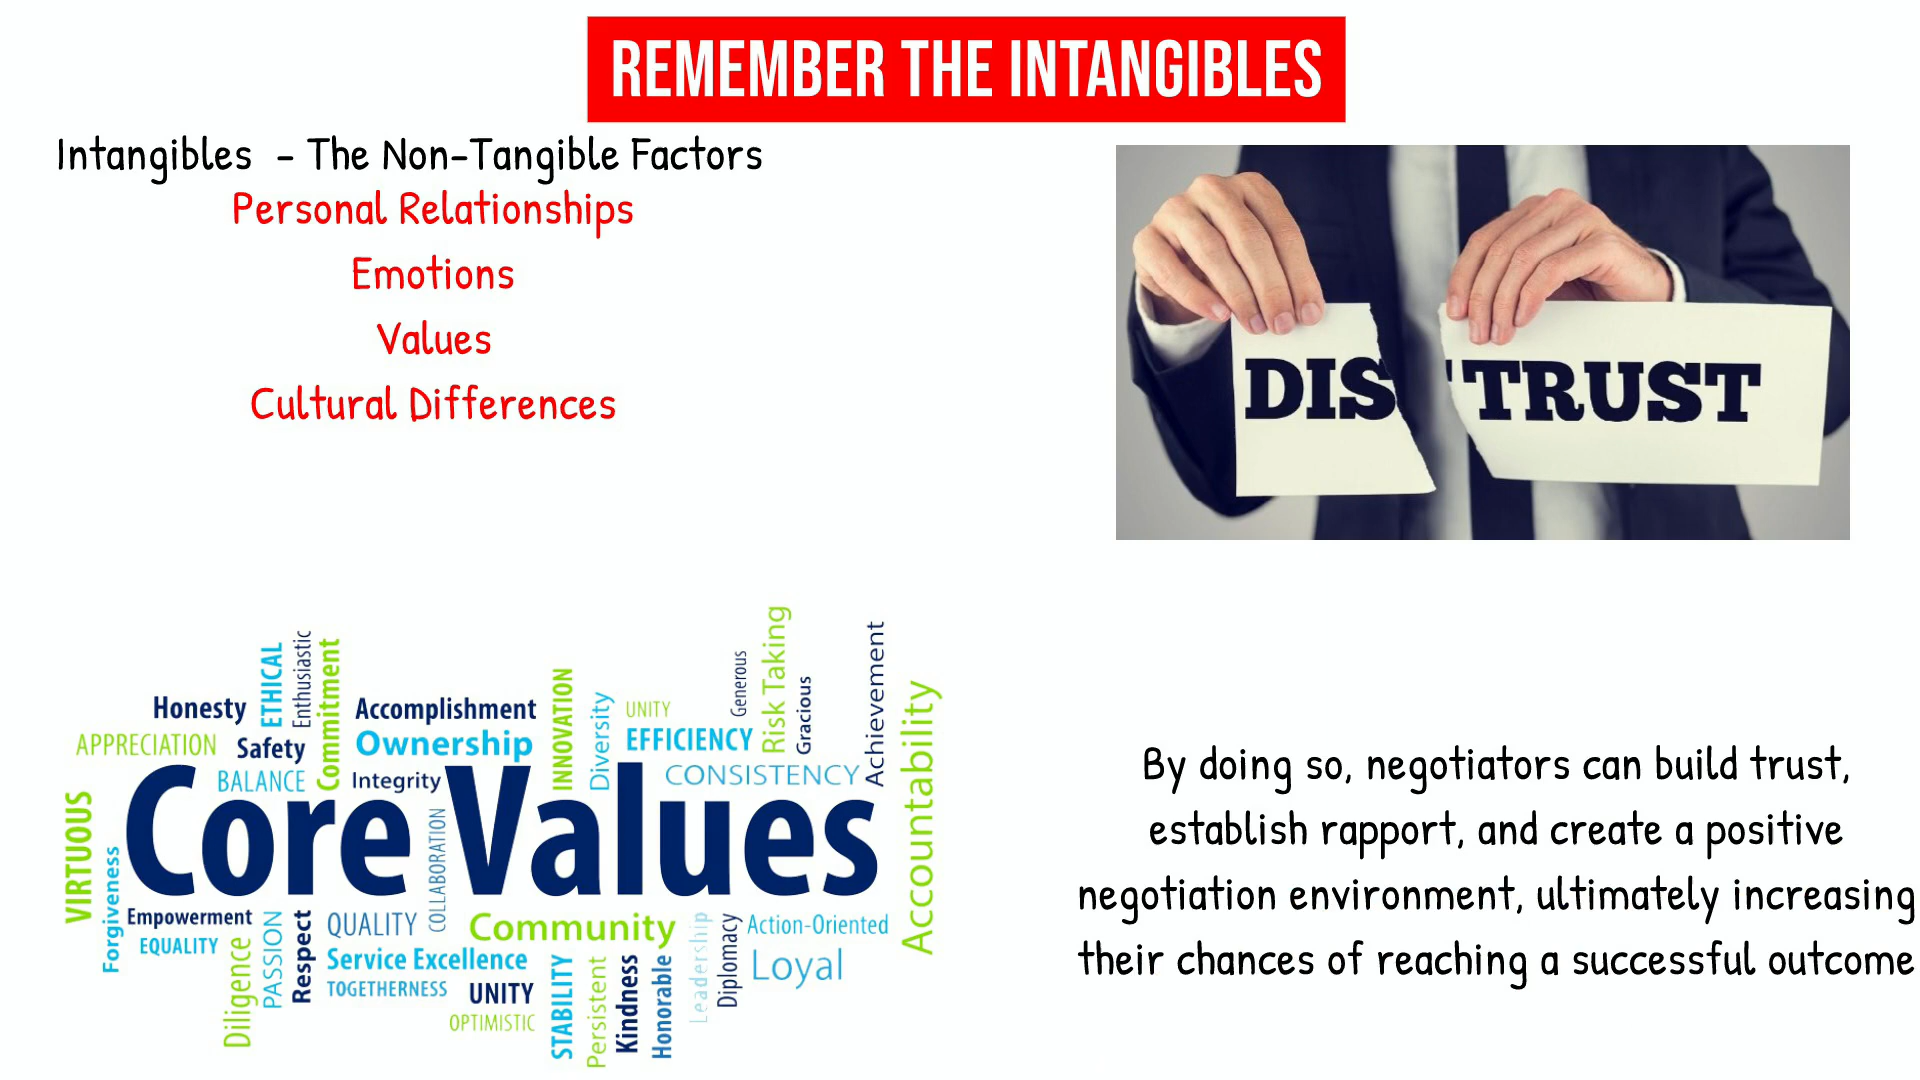 REMEMBER THE INTANGIBLES
Intangibles - The Non-Tangible Factors
Personal Relationships
Emotions
Values
Cultural Differences
DIS TRUST
Risk Taking
Achievement
ETHICAL
Enthusiastic
Commitment
Generous
Honesty
Accomplishment
INNOVATION
Diversity
UNITY
Gracious
Accountability
APPRECIATION
Safety
Ownership
EFFICIENCY
BALANCE
Integrity
CONSISTENCY
VIRTUOUS
Core Values
Forgiveness
COLLABORATION
Empowerment
PASSION
Respect
QUALITY
Community
Leadership
Diplomacy
Action-Oriented
EQUALITY
Diligence
Service Excellence
Loyal
TOGETHERNESS
UNITY
STABILITY
Persistent
Kindness
Honorable
OPTIMISTIC
By doing so, negotiators can build trust,
establish rapport, and create a positive
negotiation environment, ultimately increasing
their chances of reaching a successful outcome